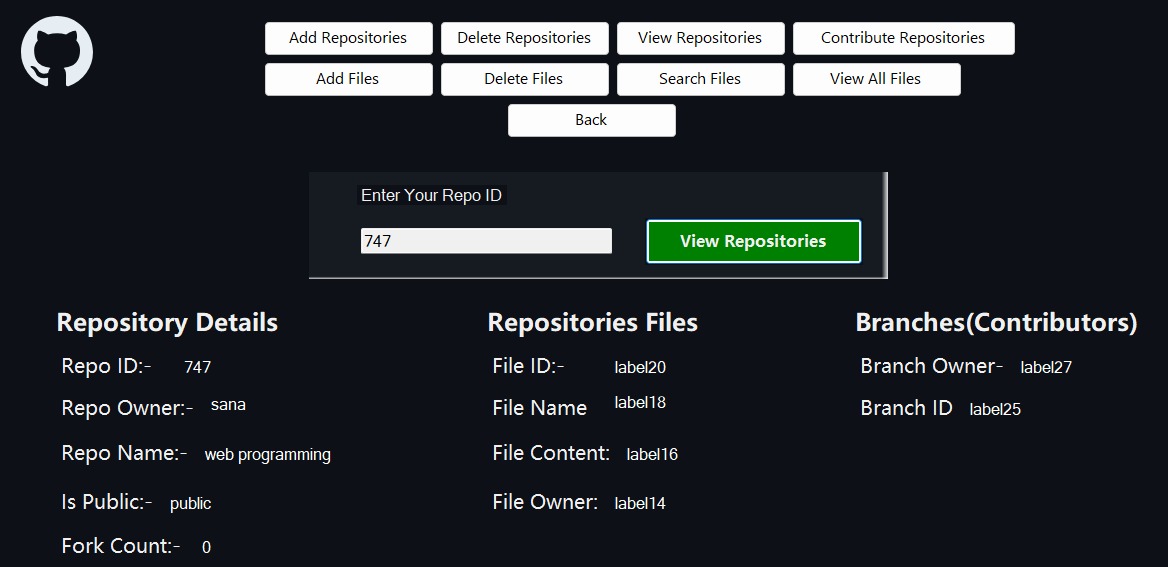 Add Repositories Delete Repositories View Repositories Contribute Repositories
Add Files Delete Files Search Files View All Files
Back
Enter Your Repo ID
747 View Repositories
Repository Details Repositories Files Branches(Contributors)
Repo ID:- 747 File ID:- label20 Branch Owner- label27
Repo Owner:- sana File Name label18 Branch ID label25
Repo Name:- web programming File Content: label16
Is Public:- public File Owner: label14
Fork Count:- 0